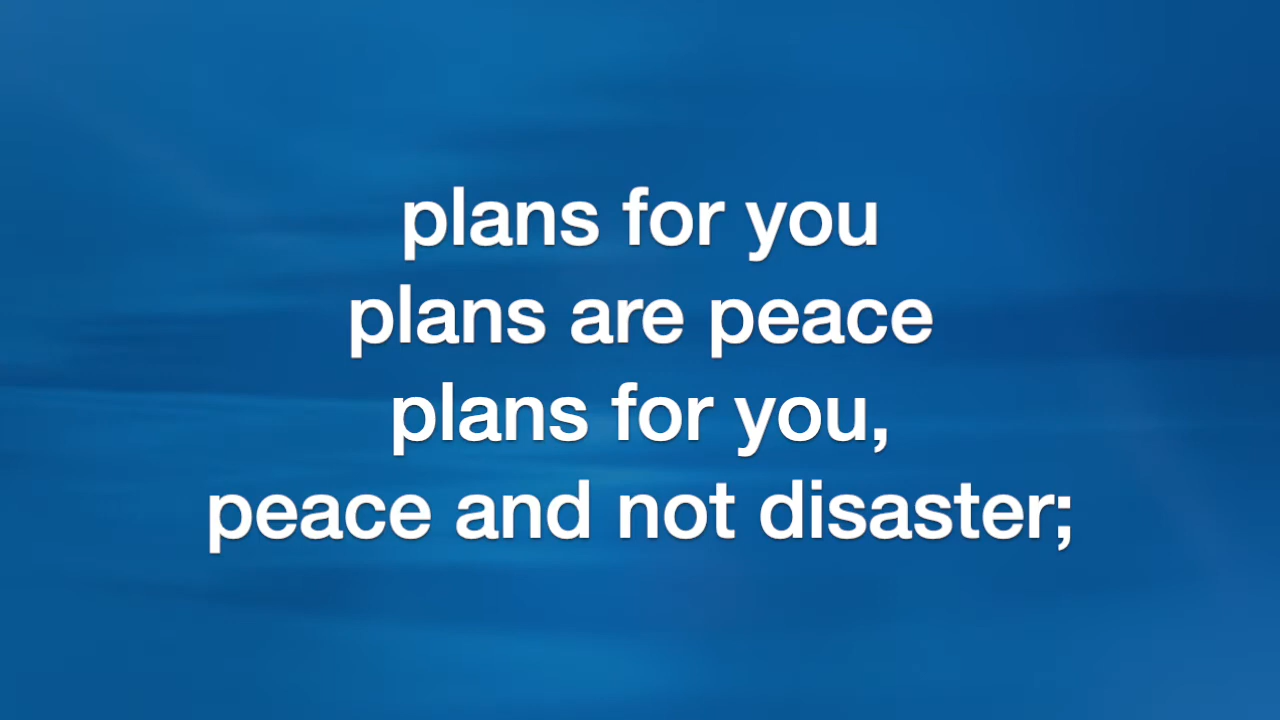 plans for you
plans are peace
plans for you,
peace and not disaster;